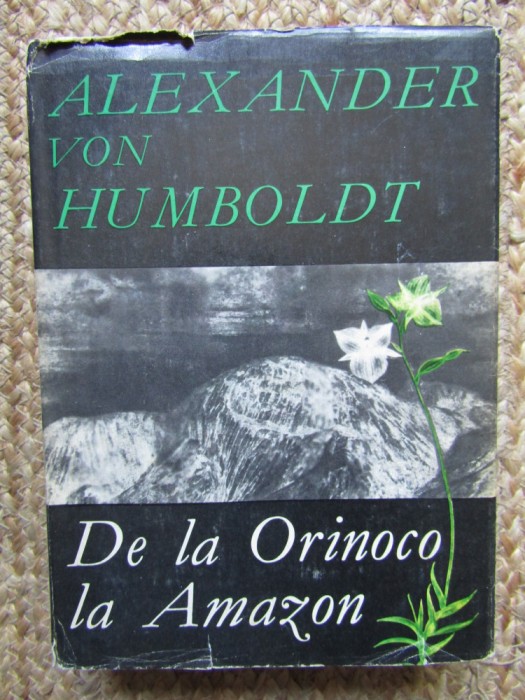 ALEXANDER
VON
HUMBOLDT
De la Orinoco
la Amazon